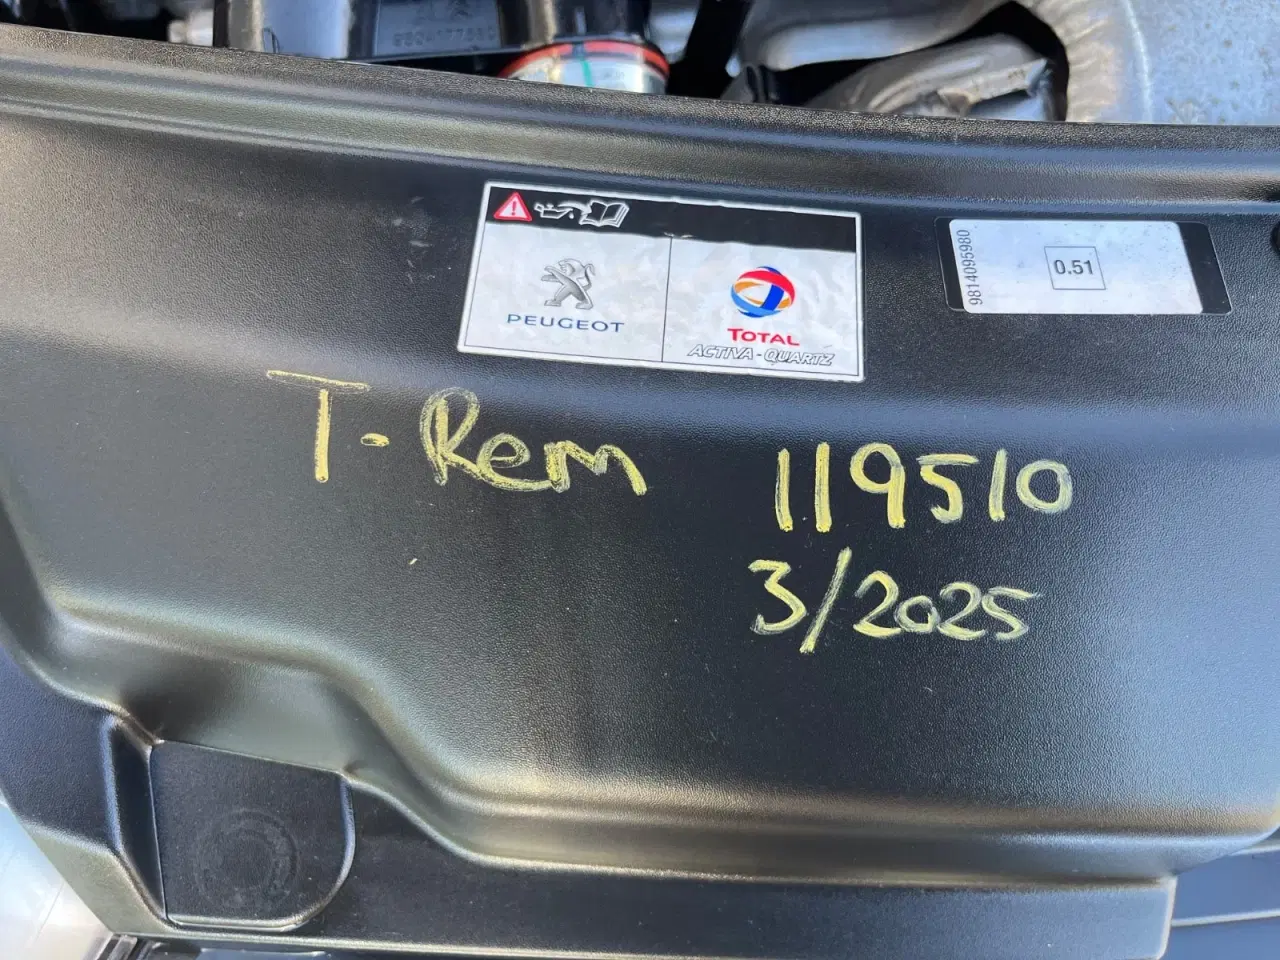 PEUGEOT
TOTAL
ACTIVA - QUARTZ
9814095980
0.51
T-Rem
119510
3/2025